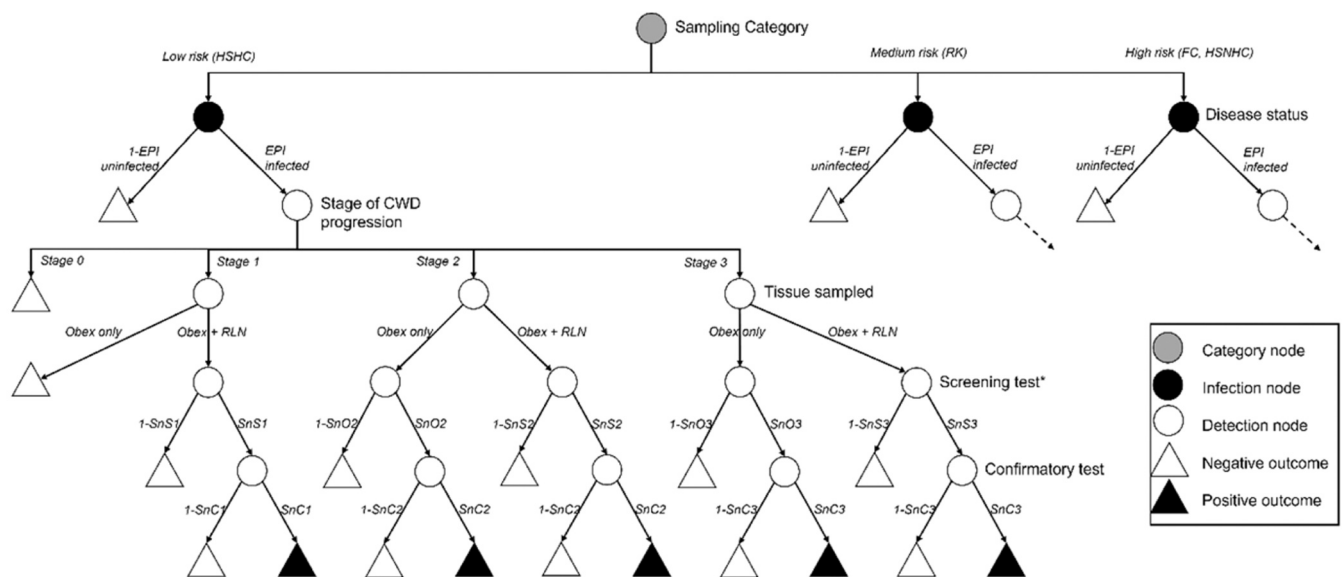 Sampling Category
Low risk (HSHC)
Medium risk (RK)
High risk (FC, HSNHC)
Disease status
1-EPI
uninfected
EPI
infected
1-EPI
uninfected
EPI
infected
1-EPI
uninfected
EPI
infected
Stage of CWD
progression
Stage 0
Stage 1
Stage 2
Stage 3
Tissue sampled
Obex only
Obex + RLN
Obex only
Obex + RLN
Obex only
Obex + RLN
Screening test*
1-SnS1
SnS1
1-SnO2
SnO2
1-SnS2
SnS2
1-SnO3
SnO3
1-SnS3
SnS3
Confirmatory test
1-SnC1
SnC1
1-SnC2
SnC2
1-SnC2
SnC2
1-SnC3
SnC3
1-SnC3
SnC3
Category node
Infection node
Detection node
Negative outcome
Positive outcome